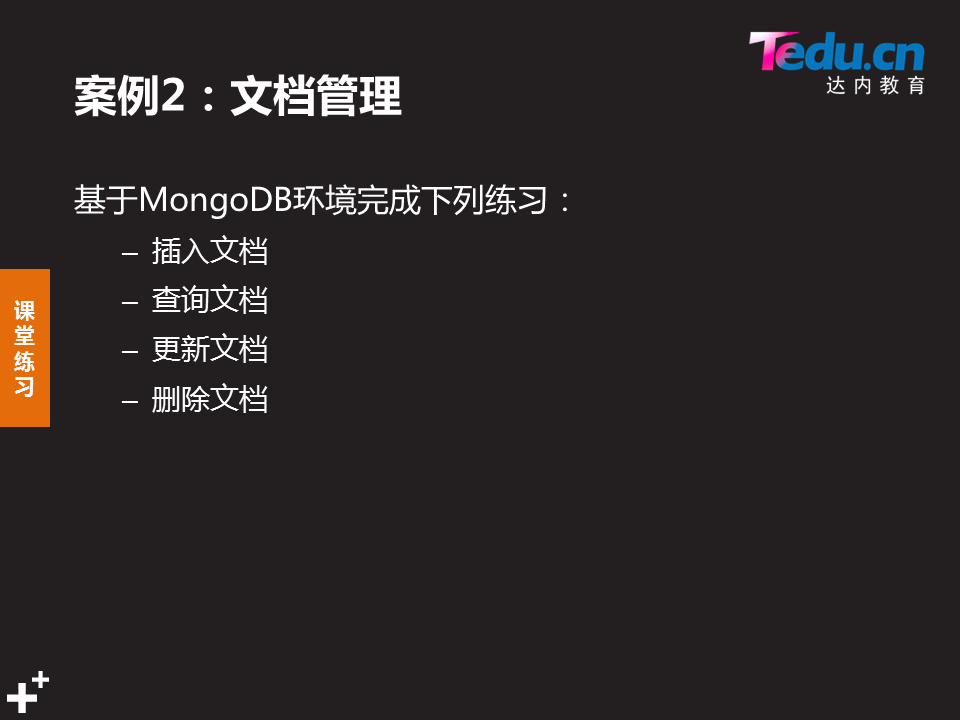 Tedu.cn
达内教育
案例2：文档管理
基于MongoDB环境完成下列练习：
– 插入文档
– 查询文档
– 更新文档
– 删除文档
课堂练习